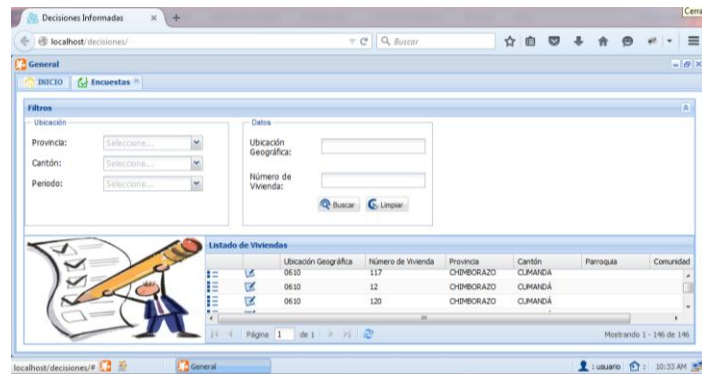 Decisiones Informadas
Cerra
localhost/decisiones/
Buscar
General
INICIO
Encuestas
Filtros
Ubicación
Provincia:
Seleccione...
Cantón:
Seleccione...
Periodo:
Seleccione...
Datos
Ubicación
Geográfica:
Número de
Vivienda:
Buscar
Limpiar
Listado de Viviendas
Ubicación Geográfica Número de Vivienda Provincia Cantón Parroquia Comunidad
0610 117 CHIMBORAZO CUMANDÁ
0610 12 CHIMBORAZO CUMANDÁ
0610 120 CHIMBORAZO CUMANDÁ
Página 1 de 1
Mostrando 1 - 146 de 146
localhost/decisiones/#
General
: usuario
: 10:33 AM